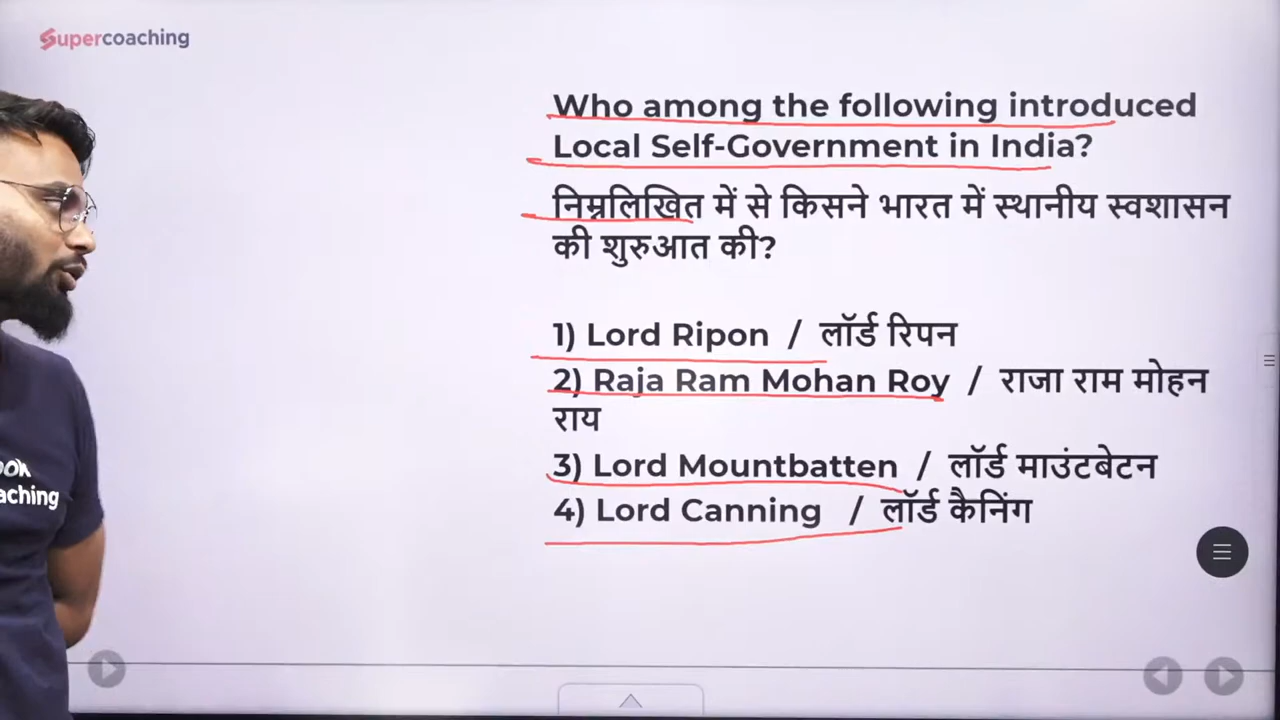 Supercoaching
Who among the following introduced
Local Self-Government in India?
निम्नलिखित में से किसने भारत में स्थानीय स्वशासन
की शुरुआत की?
1) Lord Ripon / लॉर्ड रिपन
2) Raja Ram Mohan Roy / राजा राम मोहन
राय
3) Lord Mountbatten / लॉर्ड माउंटबेटन
4) Lord Canning / लॉर्ड कैनिंग
aching